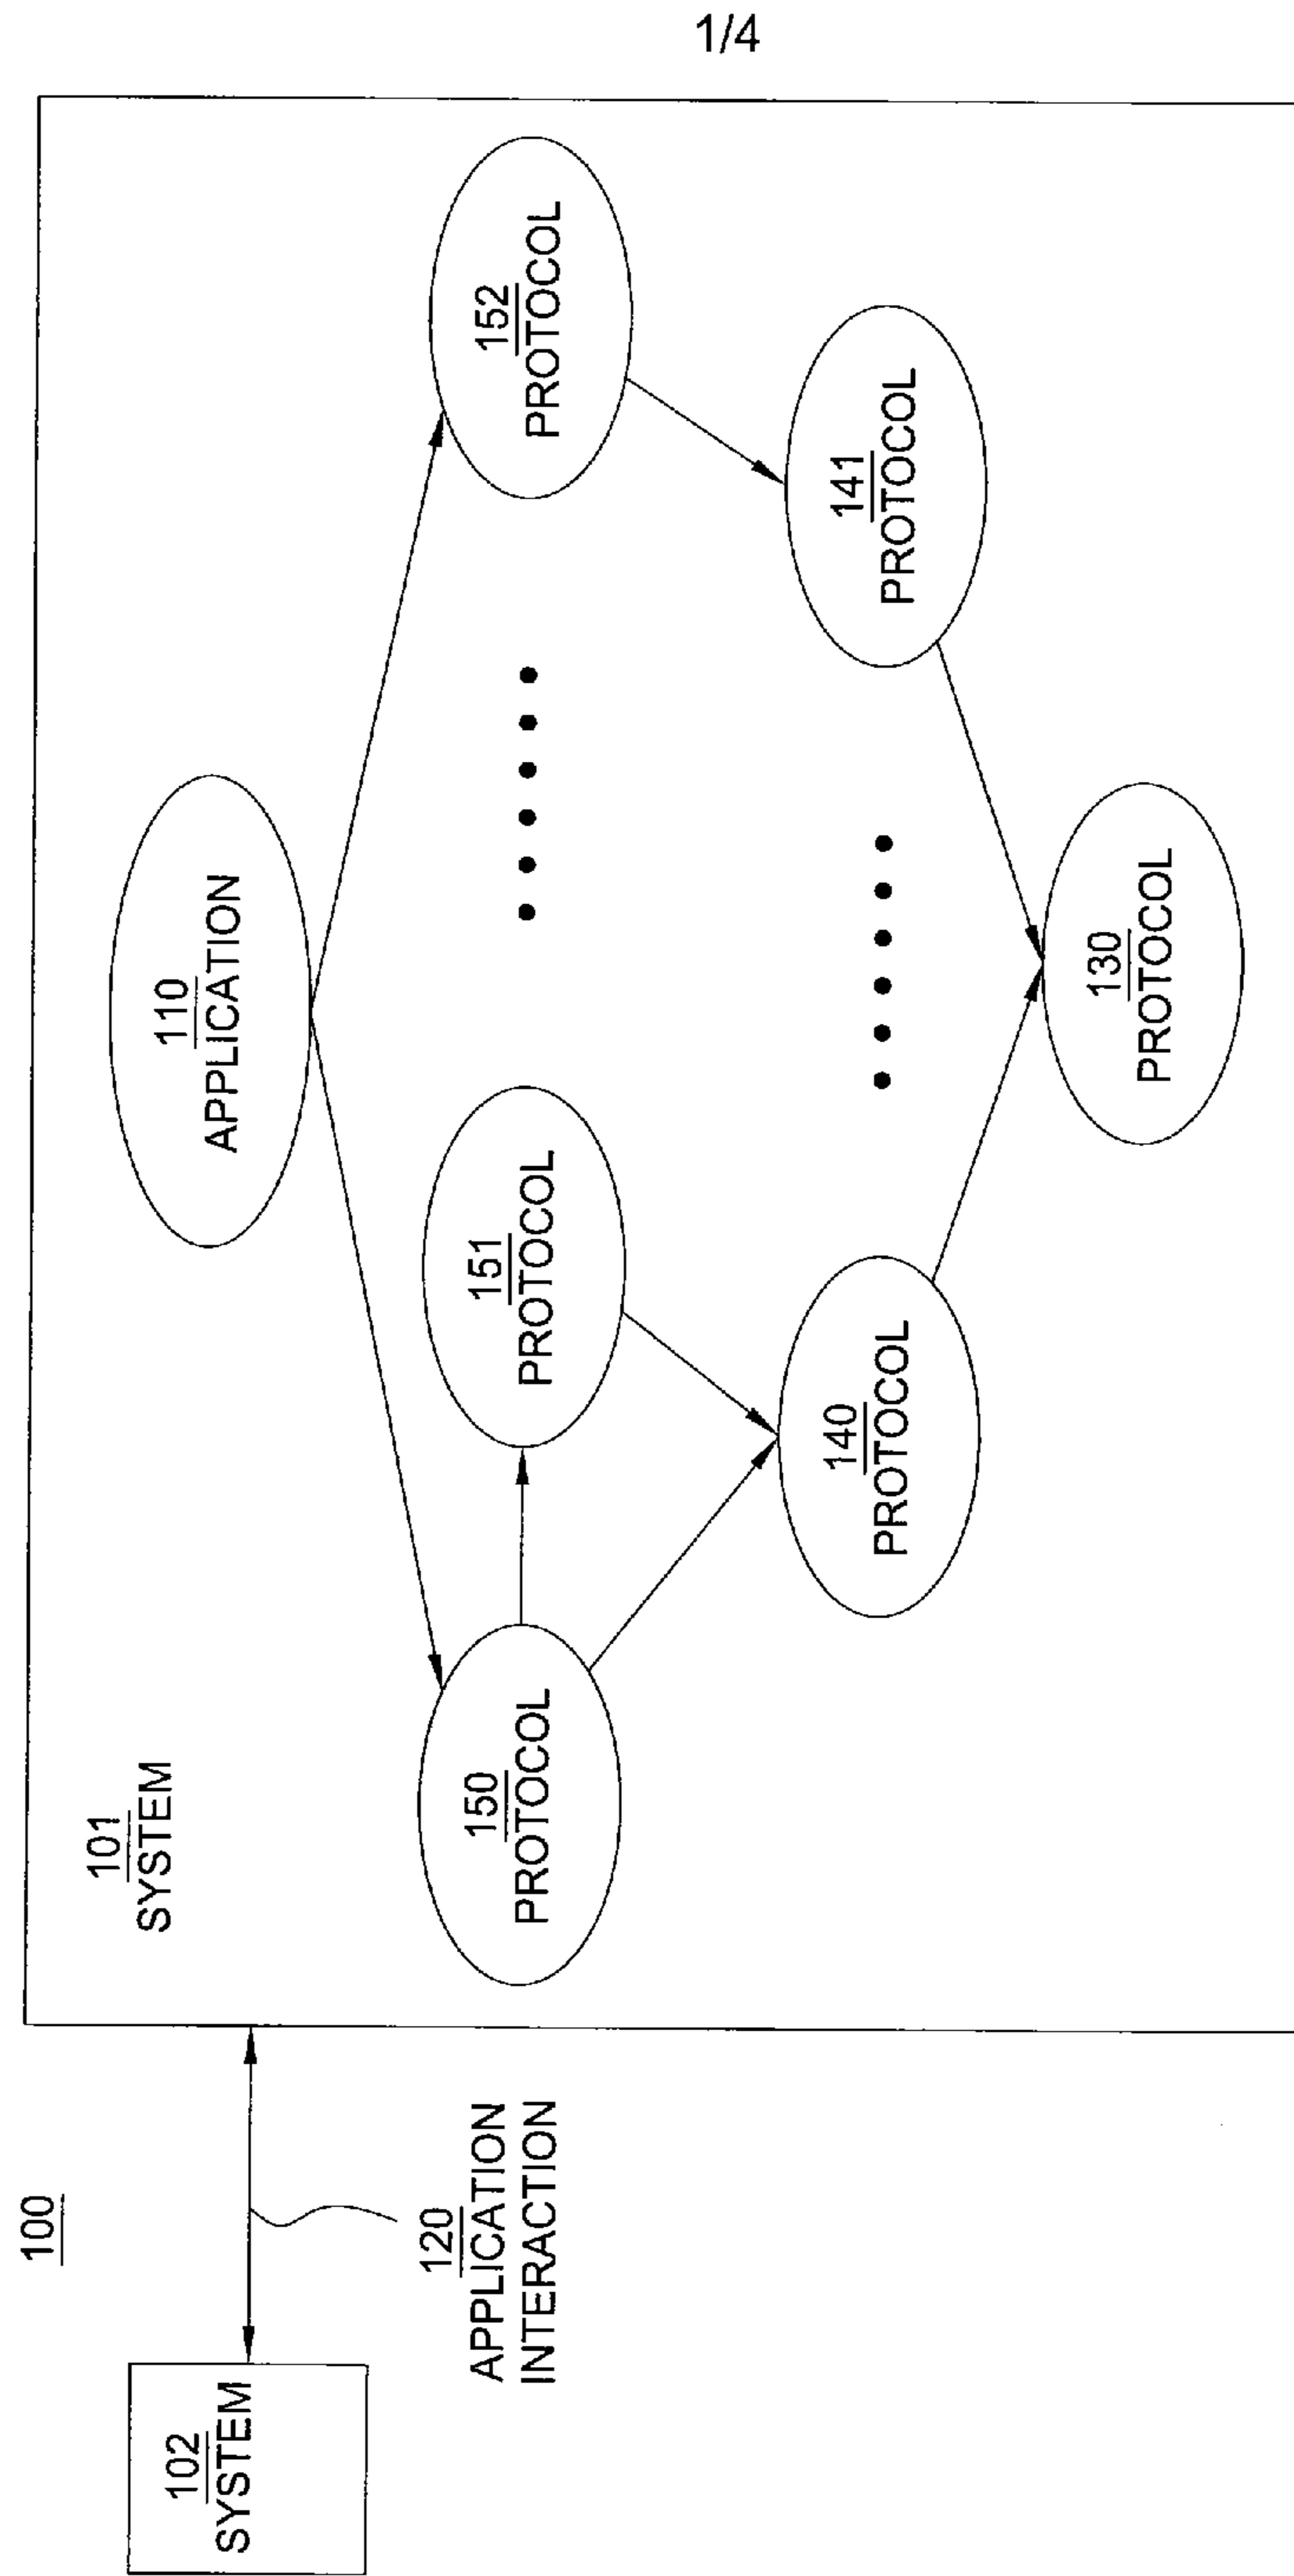 1/4
100
102
SYSTEM
120
APPLICATION
INTERACTION
101
SYSTEM
110
APPLICATION
150
PROTOCOL
151
PROTOCOL
152
PROTOCOL
140
PROTOCOL
141
PROTOCOL
130
PROTOCOL